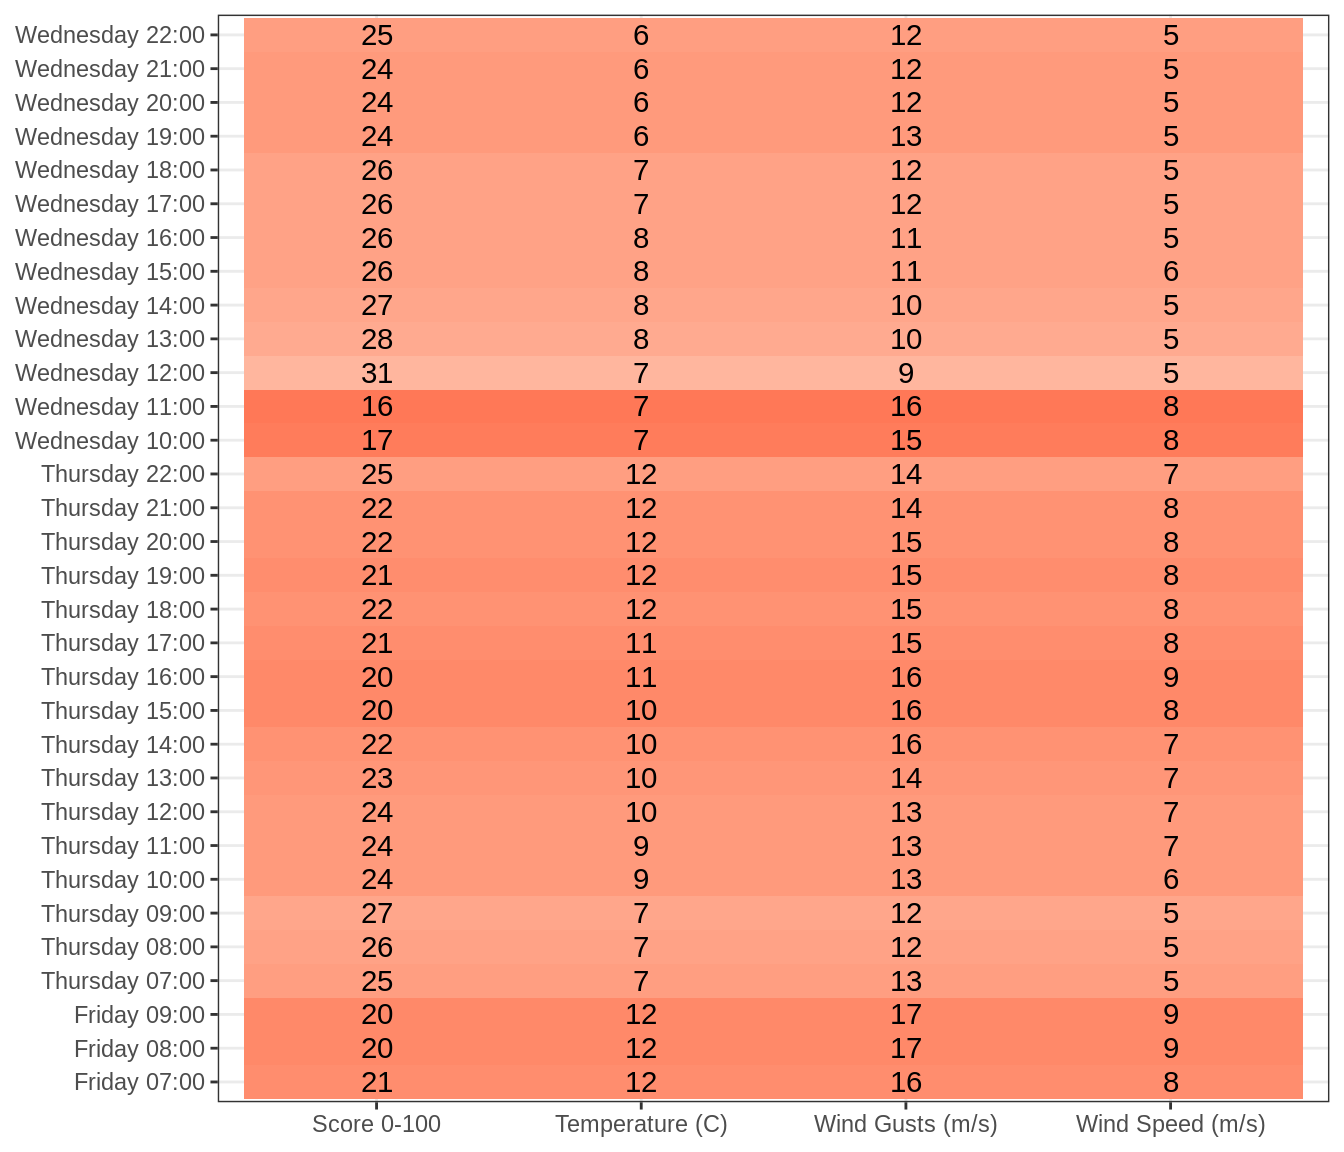 Wednesday 22:00 25 6 12 5
Wednesday 21:00 24 6 12 5
Wednesday 20:00 24 6 12 5
Wednesday 19:00 24 6 13 5
Wednesday 18:00 26 7 12 5
Wednesday 17:00 26 7 12 5
Wednesday 16:00 26 8 11 5
Wednesday 15:00 26 8 11 6
Wednesday 14:00 27 8 10 5
Wednesday 13:00 28 8 10 5
Wednesday 12:00 31 7 9 5
Wednesday 11:00 16 7 16 8
Wednesday 10:00 17 7 15 8
Thursday 22:00 25 12 14 7
Thursday 21:00 22 12 14 8
Thursday 20:00 22 12 15 8
Thursday 19:00 21 12 15 8
Thursday 18:00 22 12 15 8
Thursday 17:00 21 11 15 8
Thursday 16:00 20 11 16 9
Thursday 15:00 20 10 16 8
Thursday 14:00 22 10 16 7
Thursday 13:00 23 10 14 7
Thursday 12:00 24 10 13 7
Thursday 11:00 24 9 13 7
Thursday 10:00 24 9 13 6
Thursday 09:00 27 7 12 5
Thursday 08:00 26 7 12 5
Thursday 07:00 25 7 13 5
Friday 09:00 20 12 17 9
Friday 08:00 20 12 17 9
Friday 07:00 21 12 16 8
Score 0-100 Temperature (C) Wind Gusts (m/s) Wind Speed (m/s)